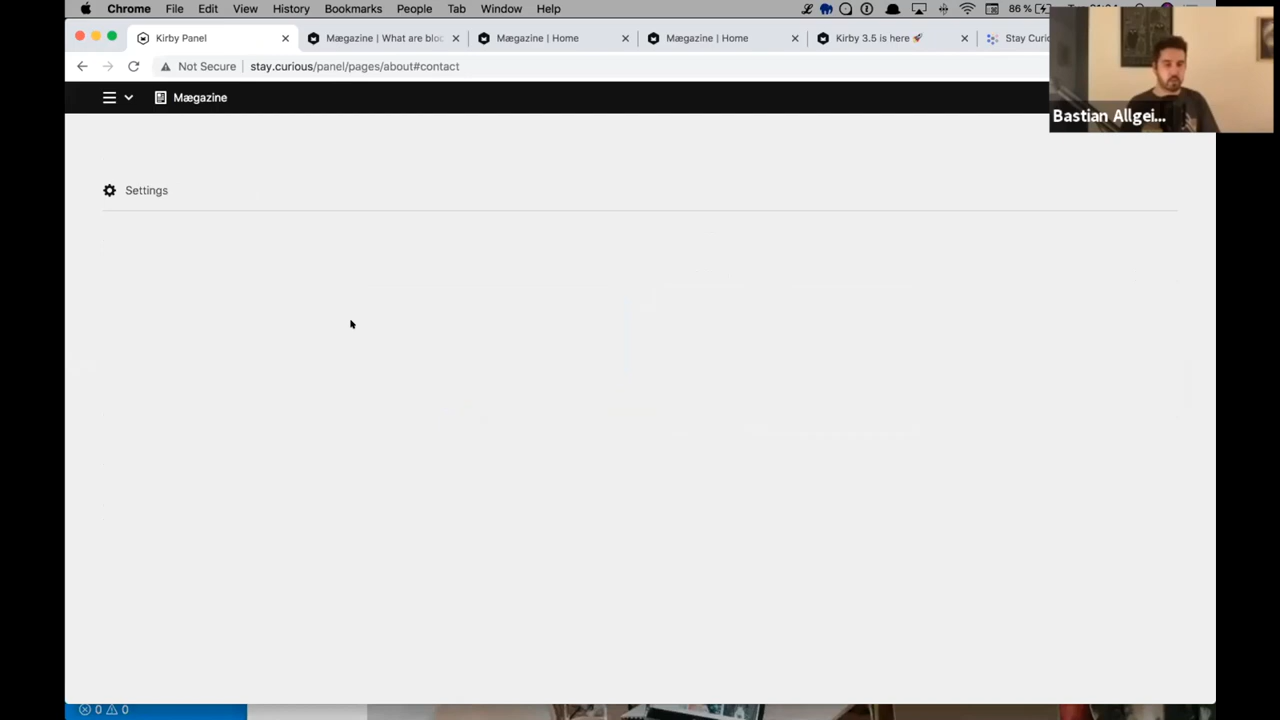 Chrome File Edit View History Bookmarks People Tab Window Help 86 %
Kirby Panel Mægazine | What are bloc Mægazine | Home Mægazine | Home Kirby 3.5 is here 🚀 Stay Curio
Not Secure stay.curious/panel/pages/about#contact
Mægazine
Bastian Allgei...
Settings
0 0